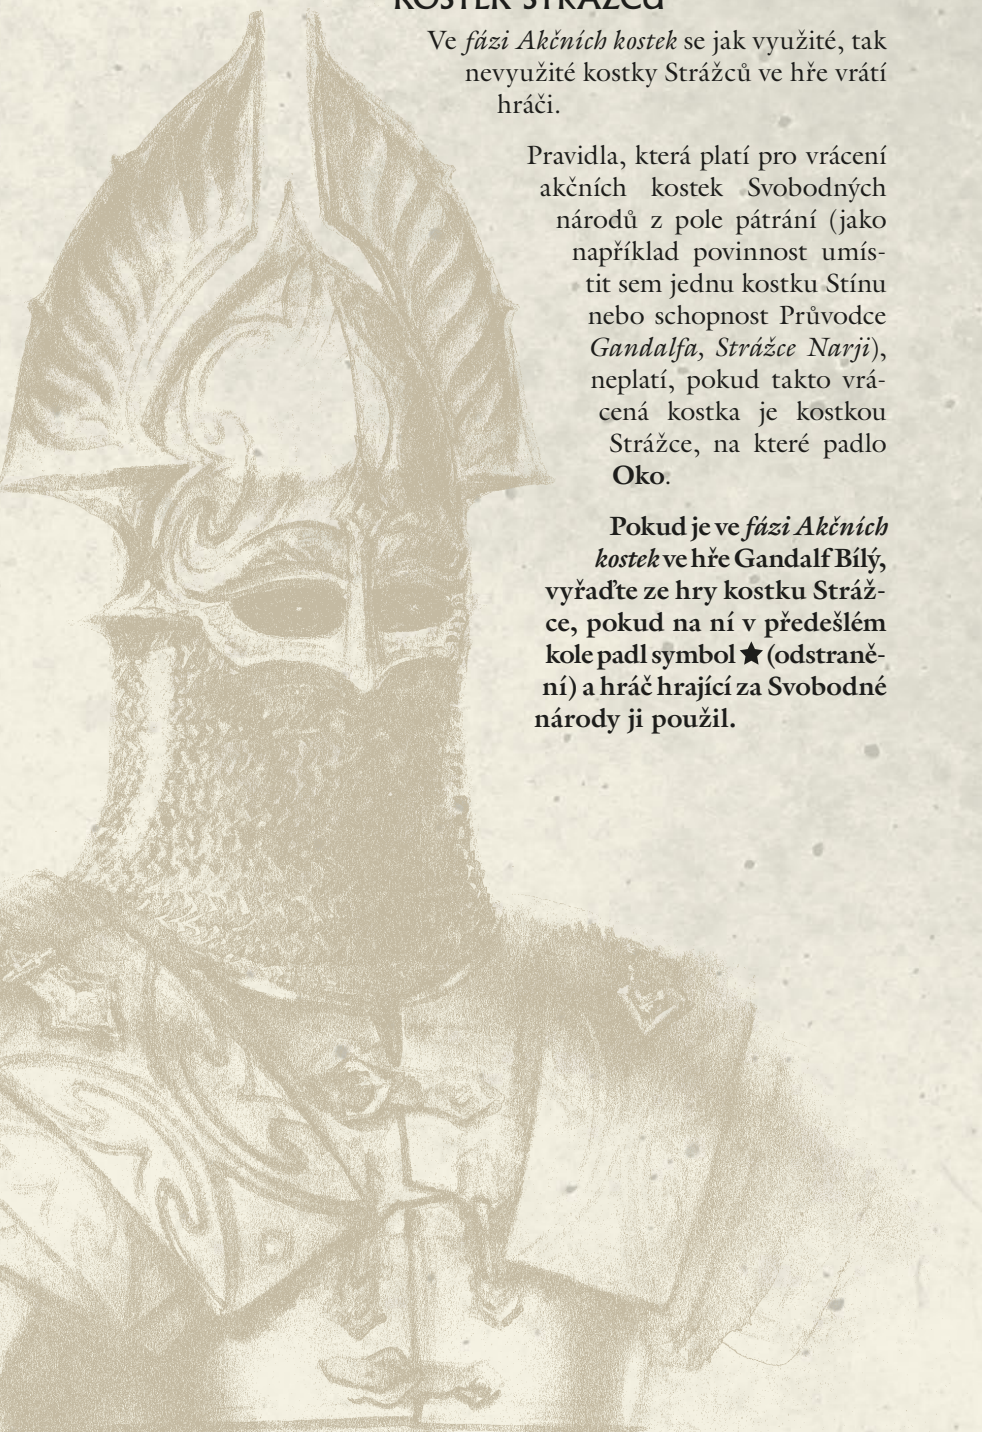 KOSTEK STRÁŽCŮ
Ve fázi Akčních kostek se jak využité, tak
nevyužité kostky Strážců ve hře vrátí
hráči.
Pravidla, která platí pro vrácení
akčních kostek Svobodných
národů z pole pátrání (jako
například povinnost umís-
tit sem jednu kostku Stínu
nebo schopnost Průvodce
Gandalfa, Strážce Narji),
neplatí, pokud takto vrá-
cená kostka je kostkou
Strážce, na které padlo
Oko.
Pokud je ve fázi Akčních
kostek ve hře Gandalf Bílý,
vyřaďte ze hry kostku Stráž-
ce, pokud na ní v předešlém
kole padl symbol ★ (odstraně-
ní) a hráč hrající za Svobodné
národy ji použil.